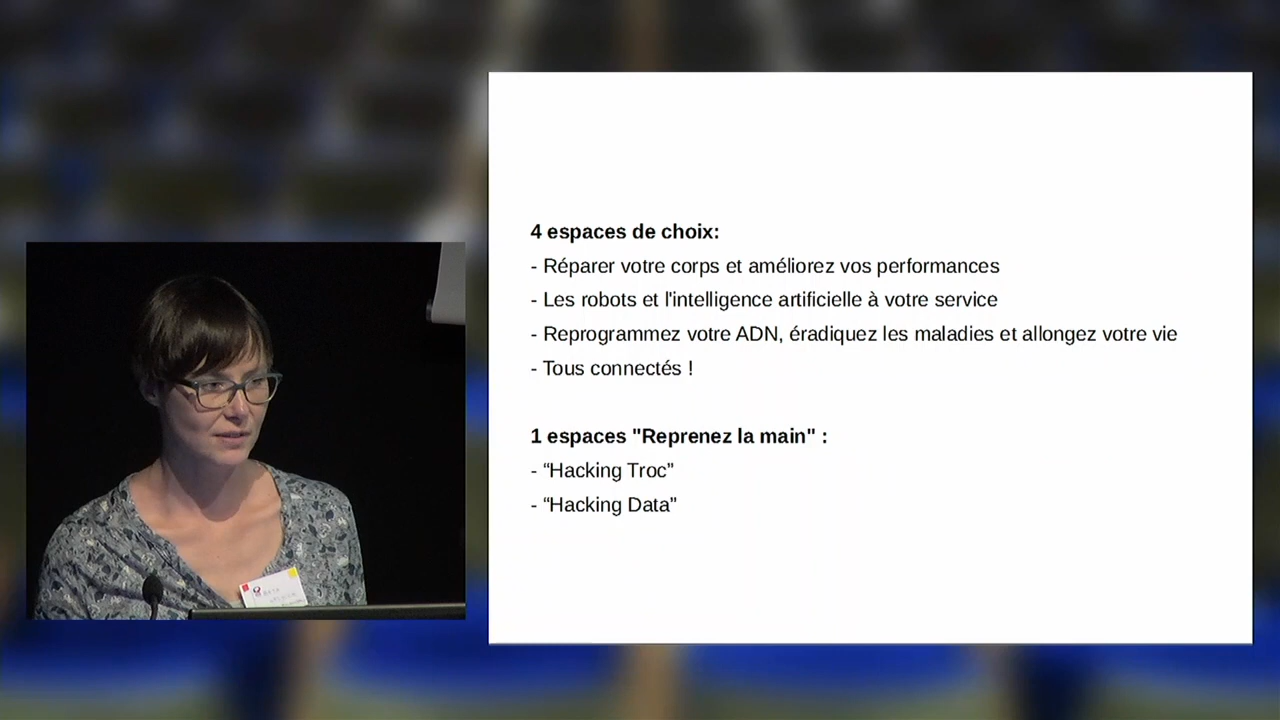 4 espaces de choix:
- Réparer votre corps et améliorez vos performances
- Les robots et l'intelligence artificielle à votre service
- Reprogrammez votre ADN, éradiquez les maladies et allongez votre vie
- Tous connectés !
1 espaces "Reprenez la main" :
- “Hacking Troc”
- “Hacking Data”